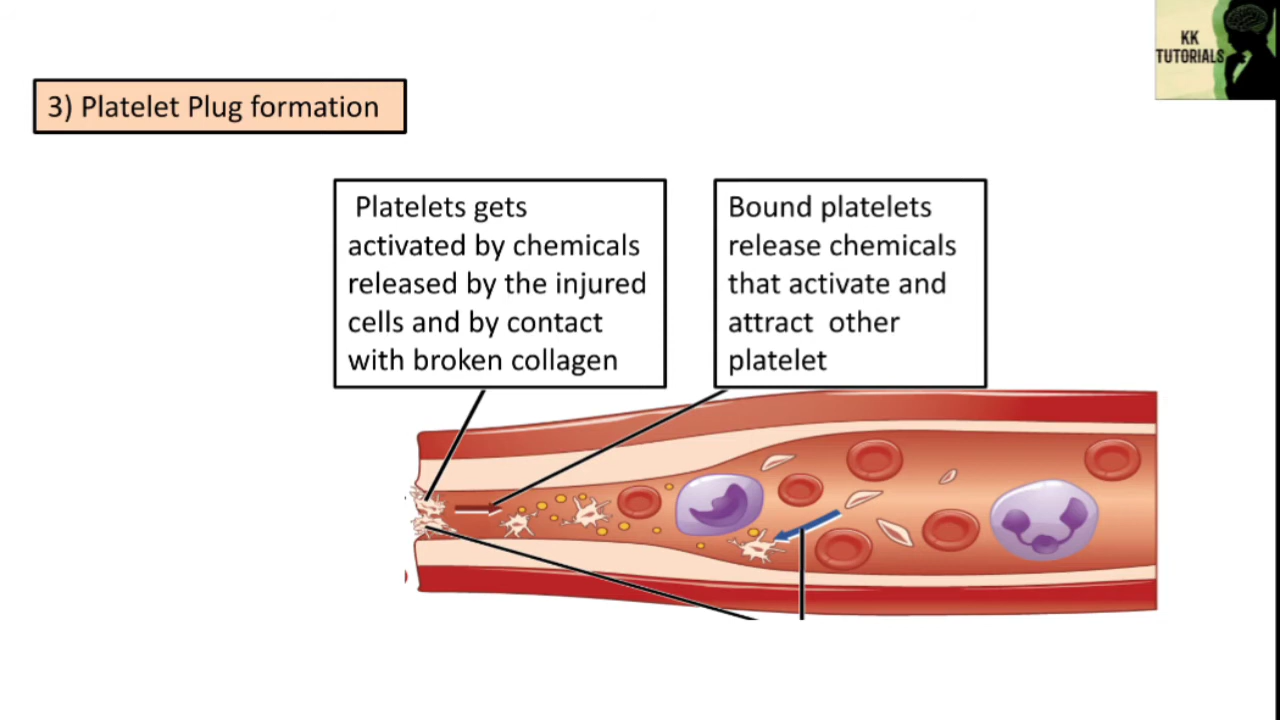 KK
TUTORIALS
3) Platelet Plug formation
Platelets gets
activated by chemicals
released by the injured
cells and by contact
with broken collagen
Bound platelets
release chemicals
that activate and
attract other
platelet